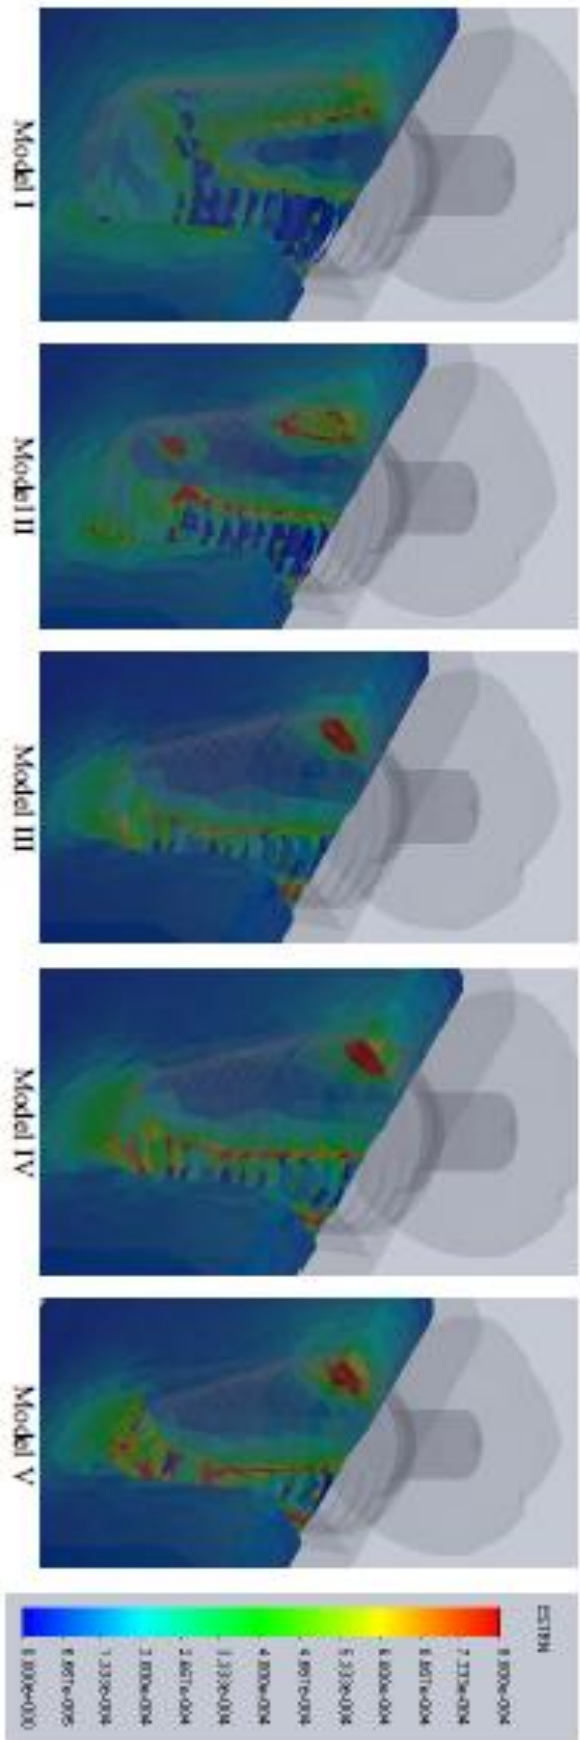 Model I
Model II
Model III
Model IV
Model V
ESTRN
8.000e-004
7.333e-004
6.667e-004
6.000e-004
5.333e-004
4.667e-004
4.000e-004
3.333e-004
2.667e-004
2.000e-004
1.333e-004
6.667e-005
0.000e+000